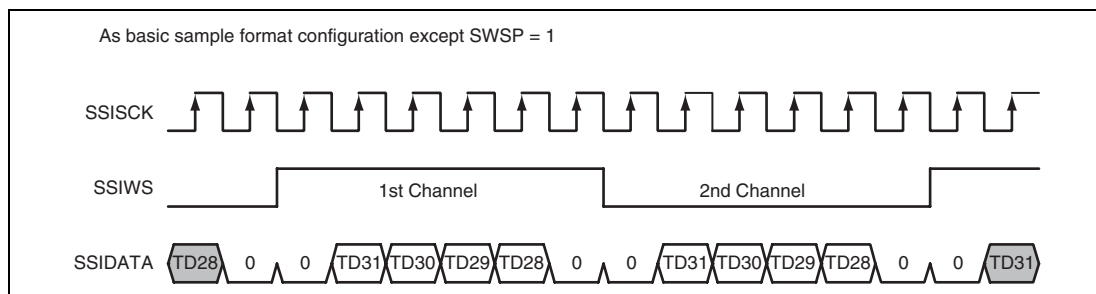 As basic sample format configuration except SWSP = 1
SSISCK
SSIWS 1st Channel 2nd Channel
SSIDATA TD28 0 0 TD31 TD30 TD29 TD28 0 0 TD31 TD30 TD29 TD28 0 0 TD31